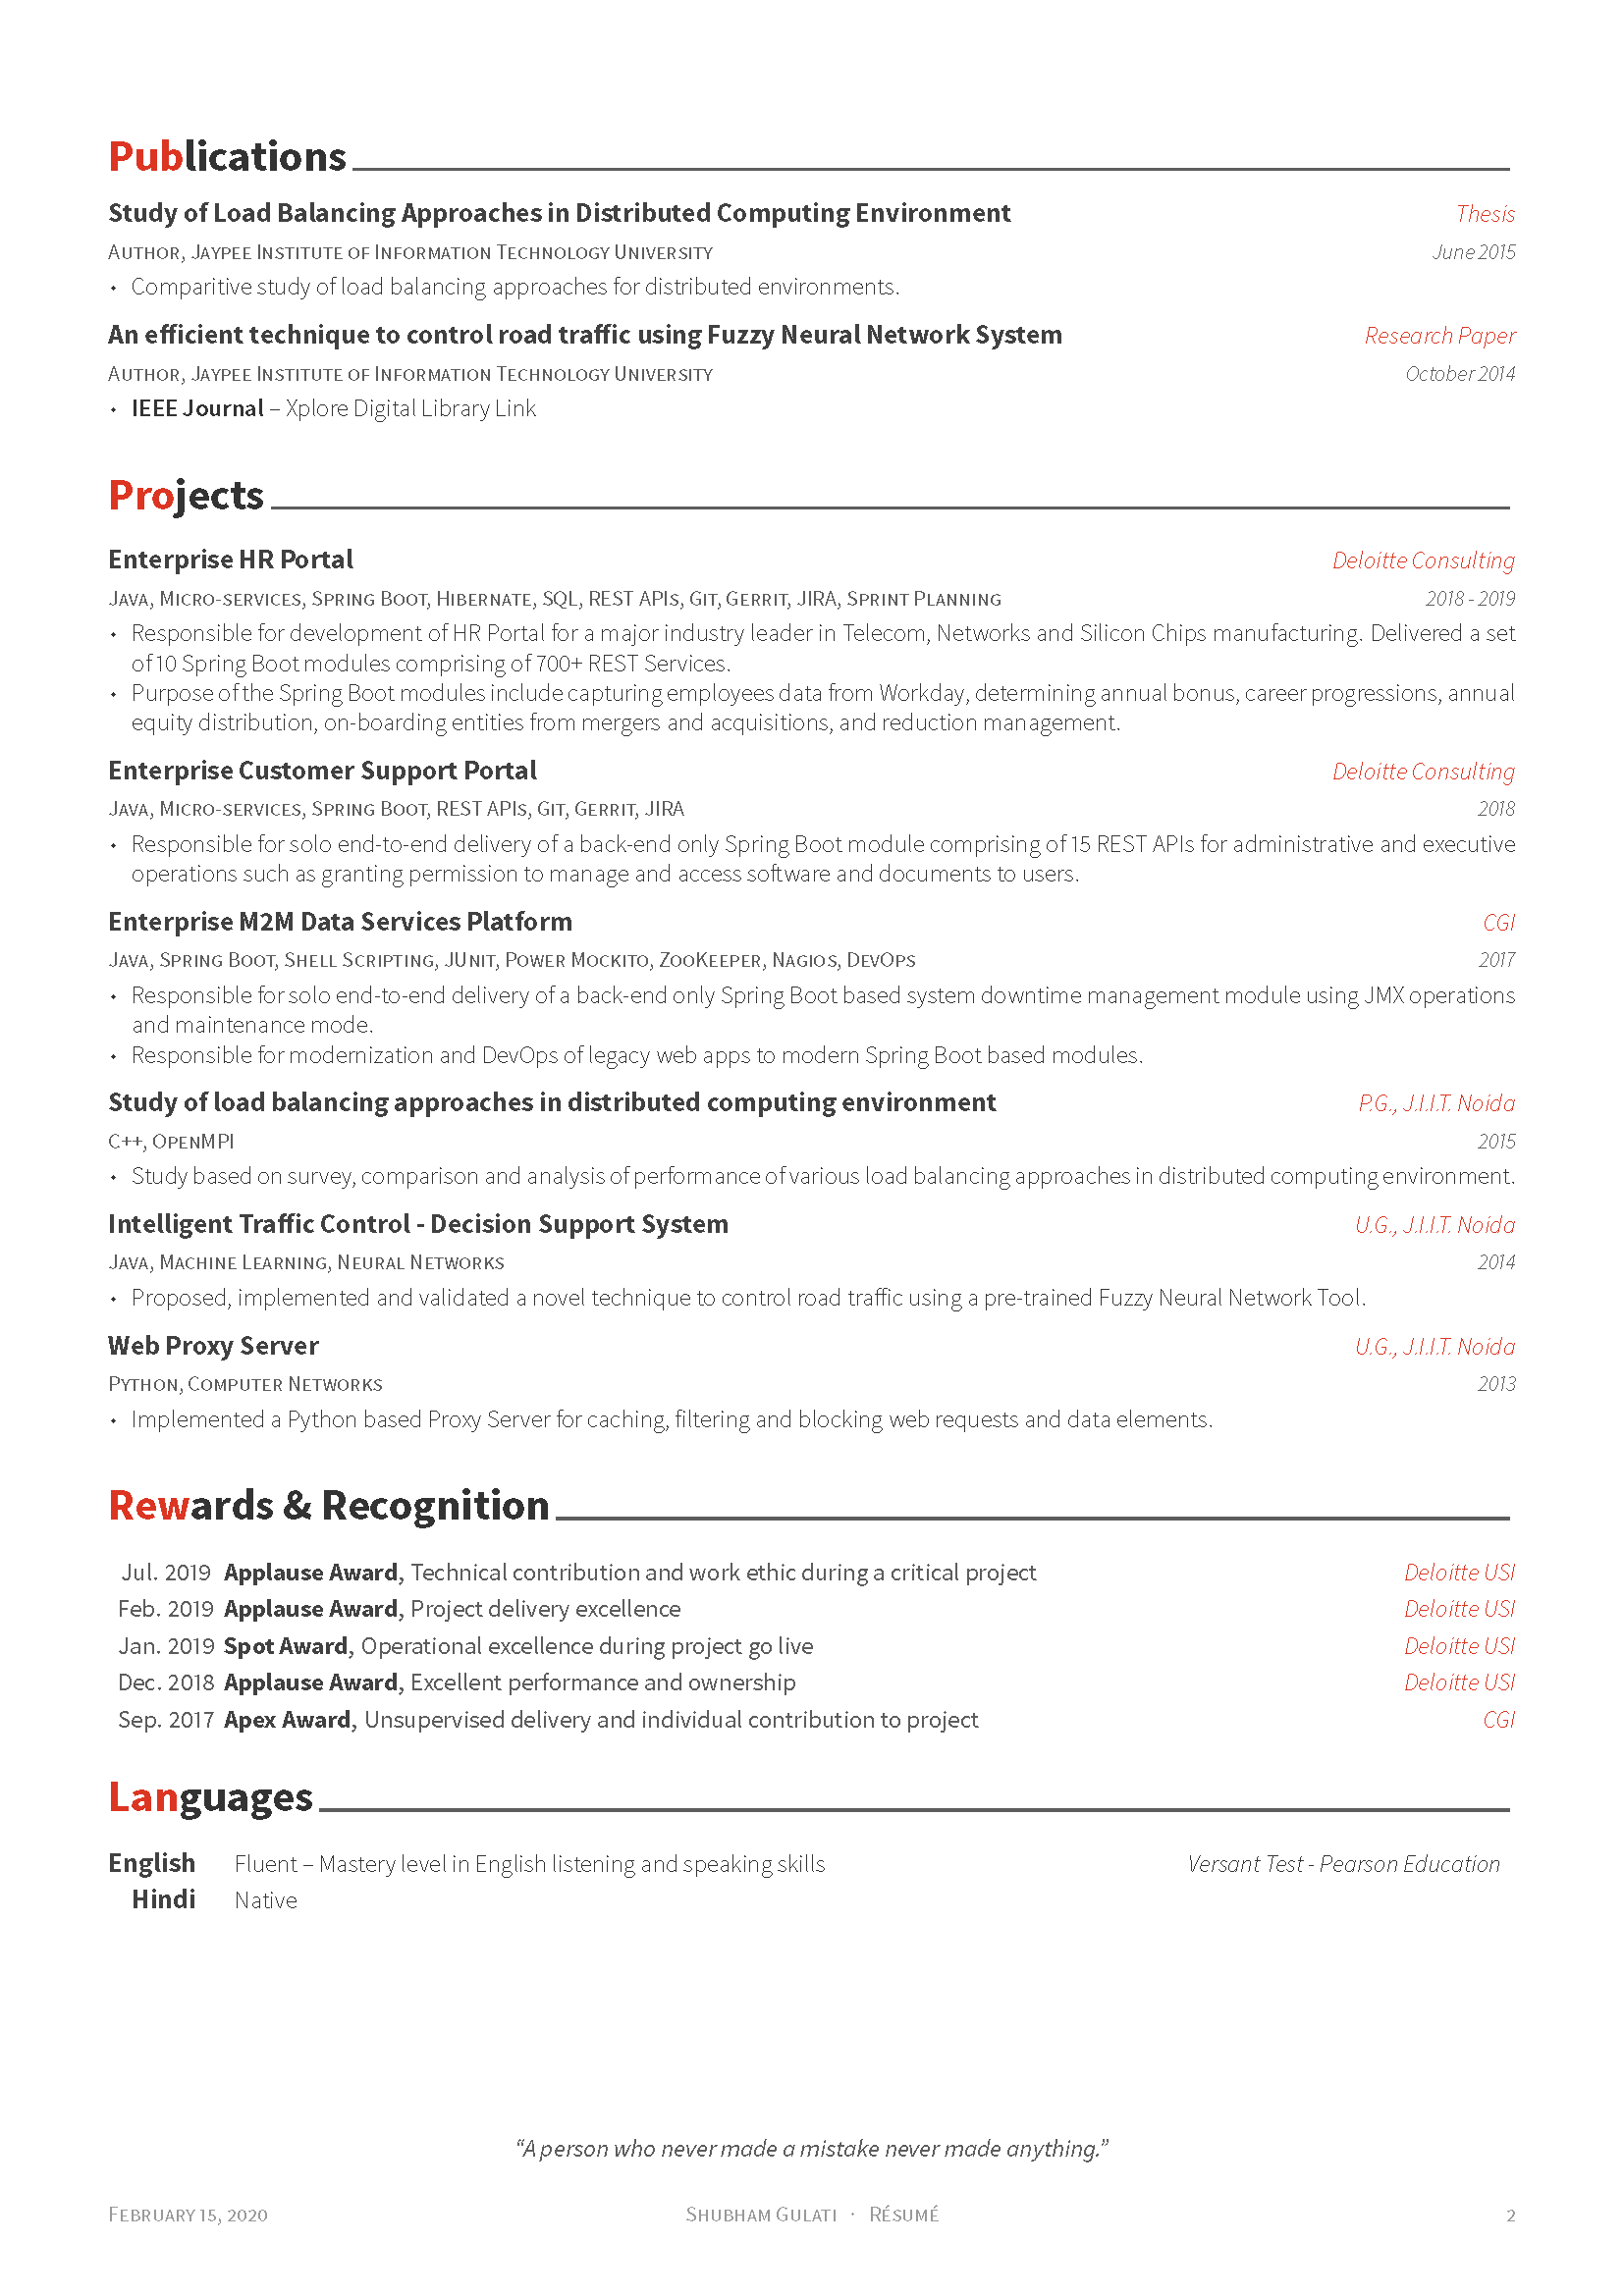 Publications
Study of Load Balancing Approaches in Distributed Computing Environment Thesis
Author, Jaypee Institute of Information Technology University June 2015
• Comparitive study of load balancing approaches for distributed environments.
An efficient technique to control road traffic using Fuzzy Neural Network System Research Paper
Author, Jaypee Institute of Information Technology University October 2014
• IEEE Journal – Xplore Digital Library Link
Projects
Enterprise HR Portal Deloitte Consulting
Java, Micro-services, Spring Boot, Hibernate, SQL, REST APIs, Git, Gerrit, JIRA, Sprint Planning 2018 - 2019
• Responsible for development of HR Portal for a major industry leader in Telecom, Networks and Silicon Chips manufacturing. Delivered a set
of 10 Spring Boot modules comprising of 700+ REST Services.
• Purpose of the Spring Boot modules include capturing employees data from Workday, determining annual bonus, career progressions, annual
equity distribution, on-boarding entities from mergers and acquisitions, and reduction management.
Enterprise Customer Support Portal Deloitte Consulting
Java, Micro-services, Spring Boot, REST APIs, Git, Gerrit, JIRA 2018
• Responsible for solo end-to-end delivery of a back-end only Spring Boot module comprising of 15 REST APIs for administrative and executive
operations such as granting permission to manage and access software and documents to users.
Enterprise M2M Data Services Platform CGI
Java, Spring Boot, Shell Scripting, JUnit, Power Mockito, ZooKeeper, Nagios, DevOps 2017
• Responsible for solo end-to-end delivery of a back-end only Spring Boot based system downtime management module using JMX operations
and maintenance mode.
• Responsible for modernization and DevOps of legacy web apps to modern Spring Boot based modules.
Study of load balancing approaches in distributed computing environment P.G., J.I.I.T. Noida
C++, OpenMPI 2015
• Study based on survey, comparison and analysis of performance of various load balancing approaches in distributed computing environment.
Intelligent Traffic Control - Decision Support System U.G., J.I.I.T. Noida
Java, Machine Learning, Neural Networks 2014
• Proposed, implemented and validated a novel technique to control road traffic using a pre-trained Fuzzy Neural Network Tool.
Web Proxy Server U.G., J.I.I.T. Noida
Python, Computer Networks 2013
• Implemented a Python based Proxy Server for caching, filtering and blocking web requests and data elements.
Rewards & Recognition
Jul. 2019 Applause Award, Technical contribution and work ethic during a critical project Deloitte USI
Feb. 2019 Applause Award, Project delivery excellence Deloitte USI
Jan. 2019 Spot Award, Operational excellence during project go live Deloitte USI
Dec. 2018 Applause Award, Excellent performance and ownership Deloitte USI
Sep. 2017 Apex Award, Unsupervised delivery and individual contribution to project CGI
Languages
English Fluent – Mastery level in English listening and speaking skills Versant Test - Pearson Education
Hindi Native
“A person who never made a mistake never made anything.”
February 15, 2020 Shubham Gulati · Résumé 2